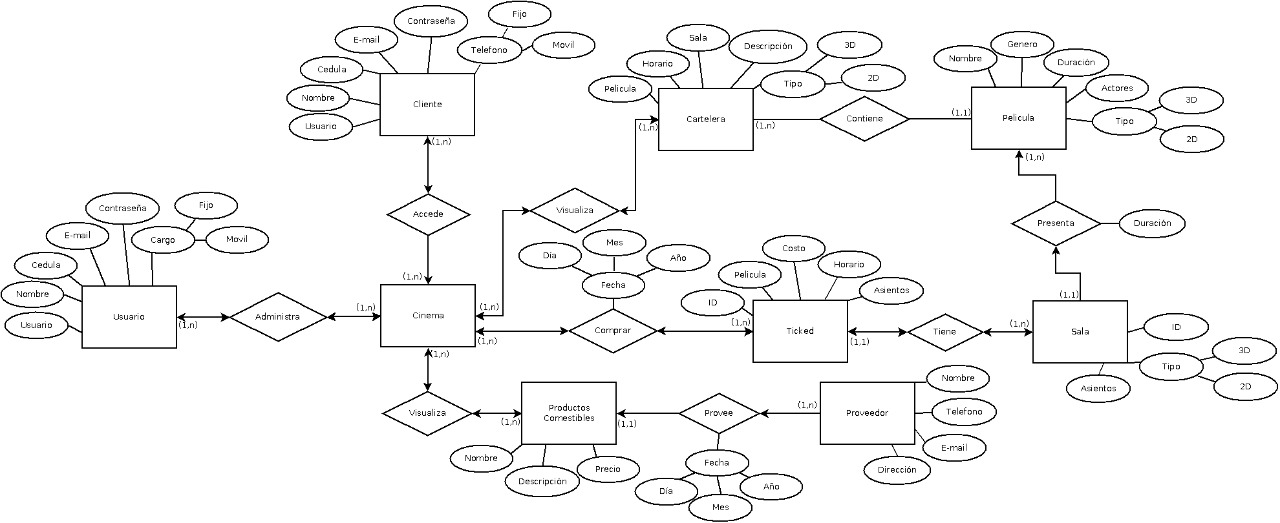 Contraseña
Fijo
E-mail
Telefono
Movil
Cedula
Nombre
Usuario
Cliente
(1,n)
Sala
Descripción
Horario
Pelicula
Tipo
3D
2D
Cartelera
(1,n)
(1,n)
Contiene
Nombre
Genero
Duración
Actores
Tipo
3D
2D
Pelicula
(1,1)
(1,n)
Accede
(1,n)
Visualiza
(1,n)
Presenta
Duración
(1,1)
Contraseña
Fijo
E-mail
Cargo
Movil
Cedula
Nombre
Usuario
Usuario
(1,n)
Administra
(1,n)
Cinema
(1,n)
(1,n)
Día
Mes
Año
Fecha
Comprar
(1,n)
ID
Pelicula
Costo
Horario
Asientos
Ticked
(1,1)
Tiene
(1,n)
Sala
ID
Tipo
3D
2D
Asientos
Visualiza
(1,n)
Productos
Comestibles
(1,1)
Nombre
Descripción
Precio
Provee
Fecha
Día
Mes
Año
(1,n)
Proveedor
Nombre
Telefono
E-mail
Dirección